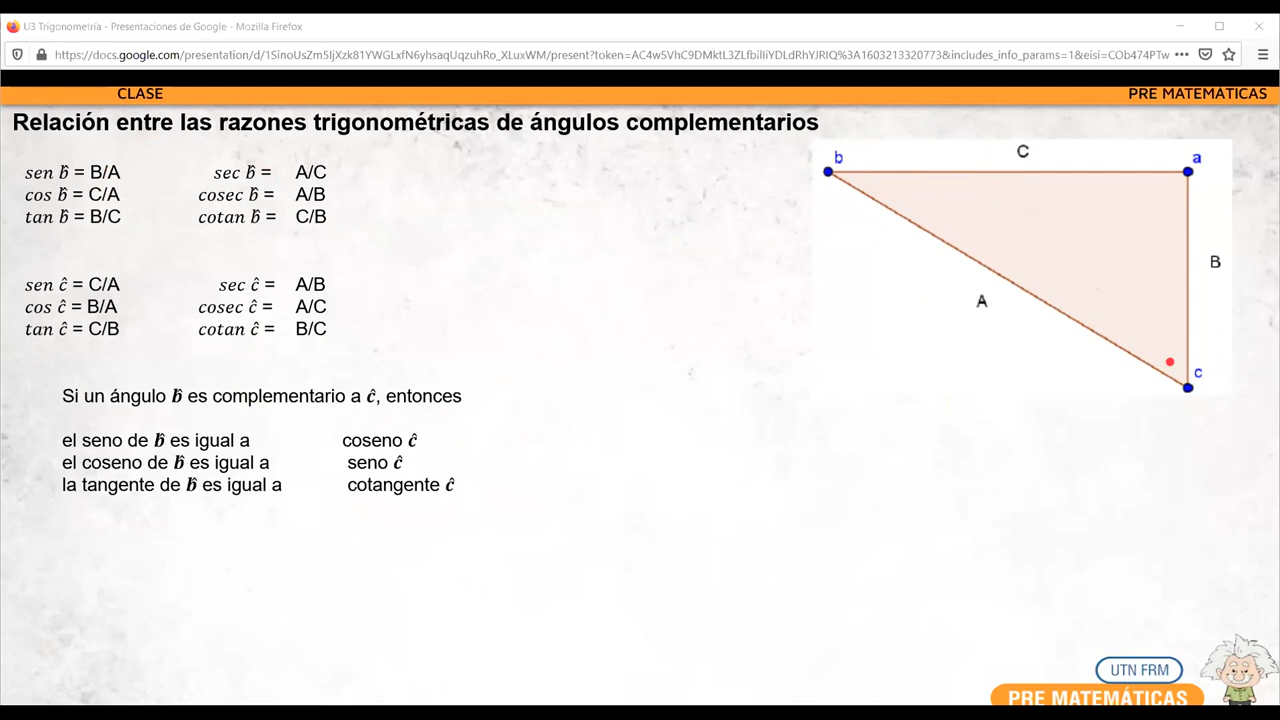 U3 Trigonometría - Presentaciones de Google - Mozilla Firefox
https://docs.google.com/presentation/d/1SinoUsZm5IjXzk81YWGLxfN6yhsaqUqzuhRo_XLuxWM/present?token=AC4w5VhC9DMktL3ZLfbiIliYDLdRhYJRIQ%3A1603213320773&includes_info_params=1&eisi=COb474PTw
CLASE PRE MATEMÁTICAS
Relación entre las razones trigonométricas de ángulos complementarios
sen b̂ = B/A sec b̂ = A/C
cos b̂ = C/A cosec b̂ = A/B
tan b̂ = B/C cotan b̂ = C/B
sen ĉ = C/A sec ĉ = A/B
cos ĉ = B/A cosec ĉ = A/C
tan ĉ = C/B cotan ĉ = B/C
b C a
B
A
c
Si un ángulo b̂ es complementario a ĉ, entonces
el seno de b̂ es igual a coseno ĉ
el coseno de b̂ es igual a seno ĉ
la tangente de b̂ es igual a cotangente ĉ
UTN FRM
PRE MATEMÁTICAS